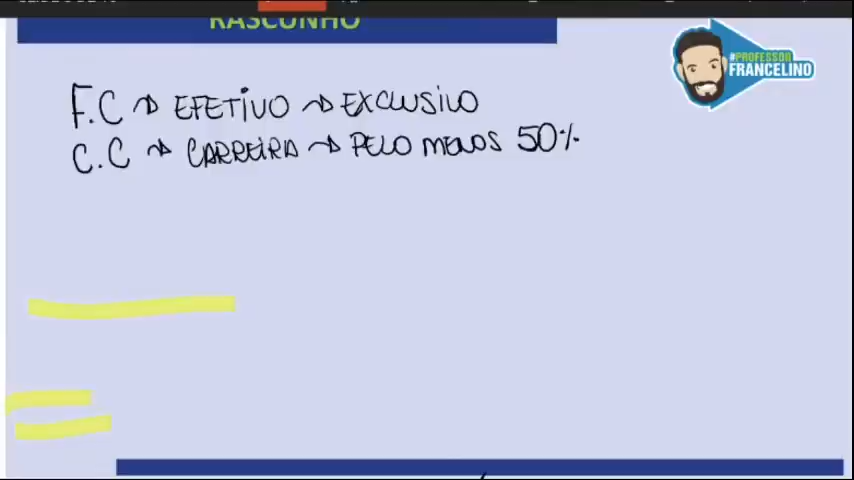 RASCUNHO
#PROFESSOR
FRANCELINO
F.C → EFETIVO → EXCLUSIVO
C.C → CARREIRA → PELO MENOS 50%